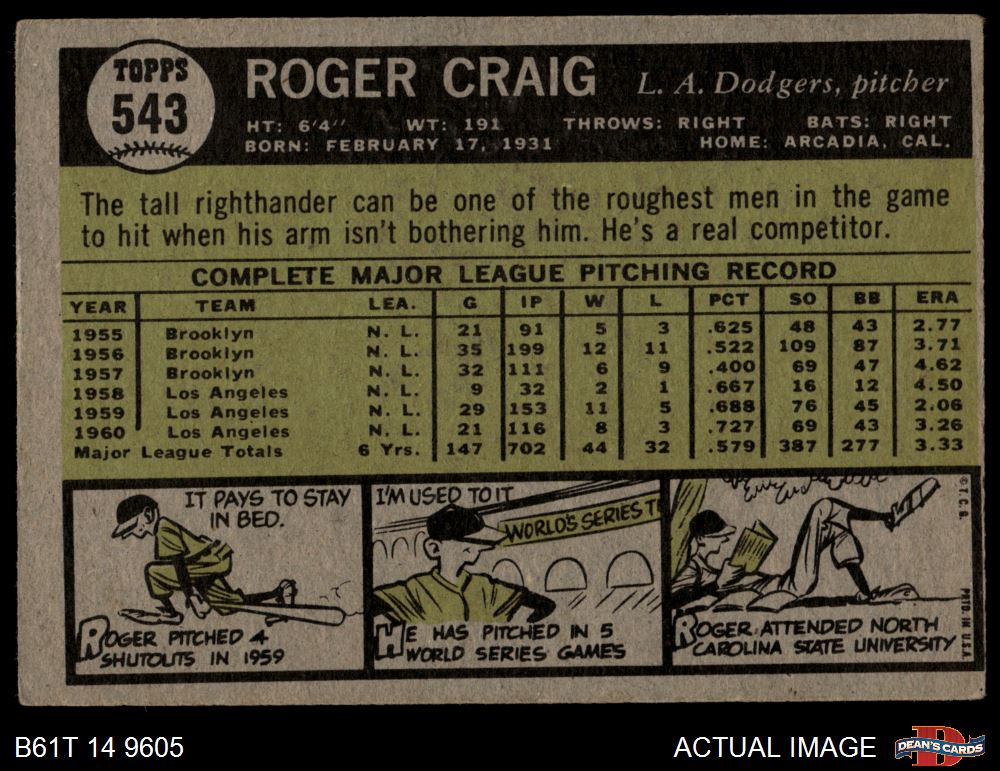 TOPPS
543
ROGER CRAIG L. A. Dodgers, pitcher
HT: 6'4" WT: 191 THROWS: RIGHT BATS: RIGHT
BORN: FEBRUARY 17, 1931 HOME: ARCADIA, CAL.
The tall righthander can be one of the roughest men in the game
to hit when his arm isn't bothering him. He's a real competitor.
COMPLETE MAJOR LEAGUE PITCHING RECORD
YEAR TEAM LEA. G IP W L PCT SO BB ERA
1955 Brooklyn N. L. 21 91 5 3 .625 48 43 2.77
1956 Brooklyn N. L. 35 199 12 11 .522 109 87 3.71
1957 Brooklyn N. L. 32 111 6 9 .400 69 47 4.62
1958 Los Angeles N. L. 9 32 2 1 .667 16 12 4.50
1959 Los Angeles N. L. 29 153 11 5 .688 76 45 2.06
1960 Los Angeles N. L. 21 116 8 3 .727 69 43 3.26
Major League Totals 6 Yrs. 147 702 44 32 .579 387 277 3.33
IT PAYS TO STAY
IN BED.
ROGER PITCHED 4
SHUTOUTS IN 1959
I'M USED TO IT
WORLD'S SERIES T
HE HAS PITCHED IN 5
WORLD SERIES GAMES
ROGER ATTENDED NORTH
CAROLINA STATE UNIVERSITY
© T. C. G.
PRTD. IN U.S.A.
B61T 14 9605
ACTUAL IMAGE
D
DEAN'S CARDS